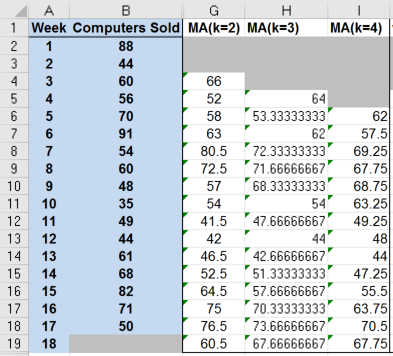 A B G H I
1 Week Computers Sold MA(k=2) MA(k=3) MA(k=4)
2 1 88
3 2 44
4 3 60 66
5 4 56 52 64
6 5 70 58 53.33333333 62
7 6 91 63 62 57.5
8 7 54 80.5 72.33333333 69.25
9 8 60 72.5 71.66666667 67.75
10 9 48 57 68.33333333 68.75
11 10 35 54 54 63.25
12 11 49 41.5 47.66666667 49.25
13 12 44 42 44 48
14 13 61 46.5 42.66666667 44
15 14 68 52.5 51.33333333 47.25
16 15 82 64.5 57.66666667 55.5
17 16 71 75 70.33333333 63.75
18 17 50 76.5 73.66666667 70.5
19 18 60.5 67.66666667 67.75